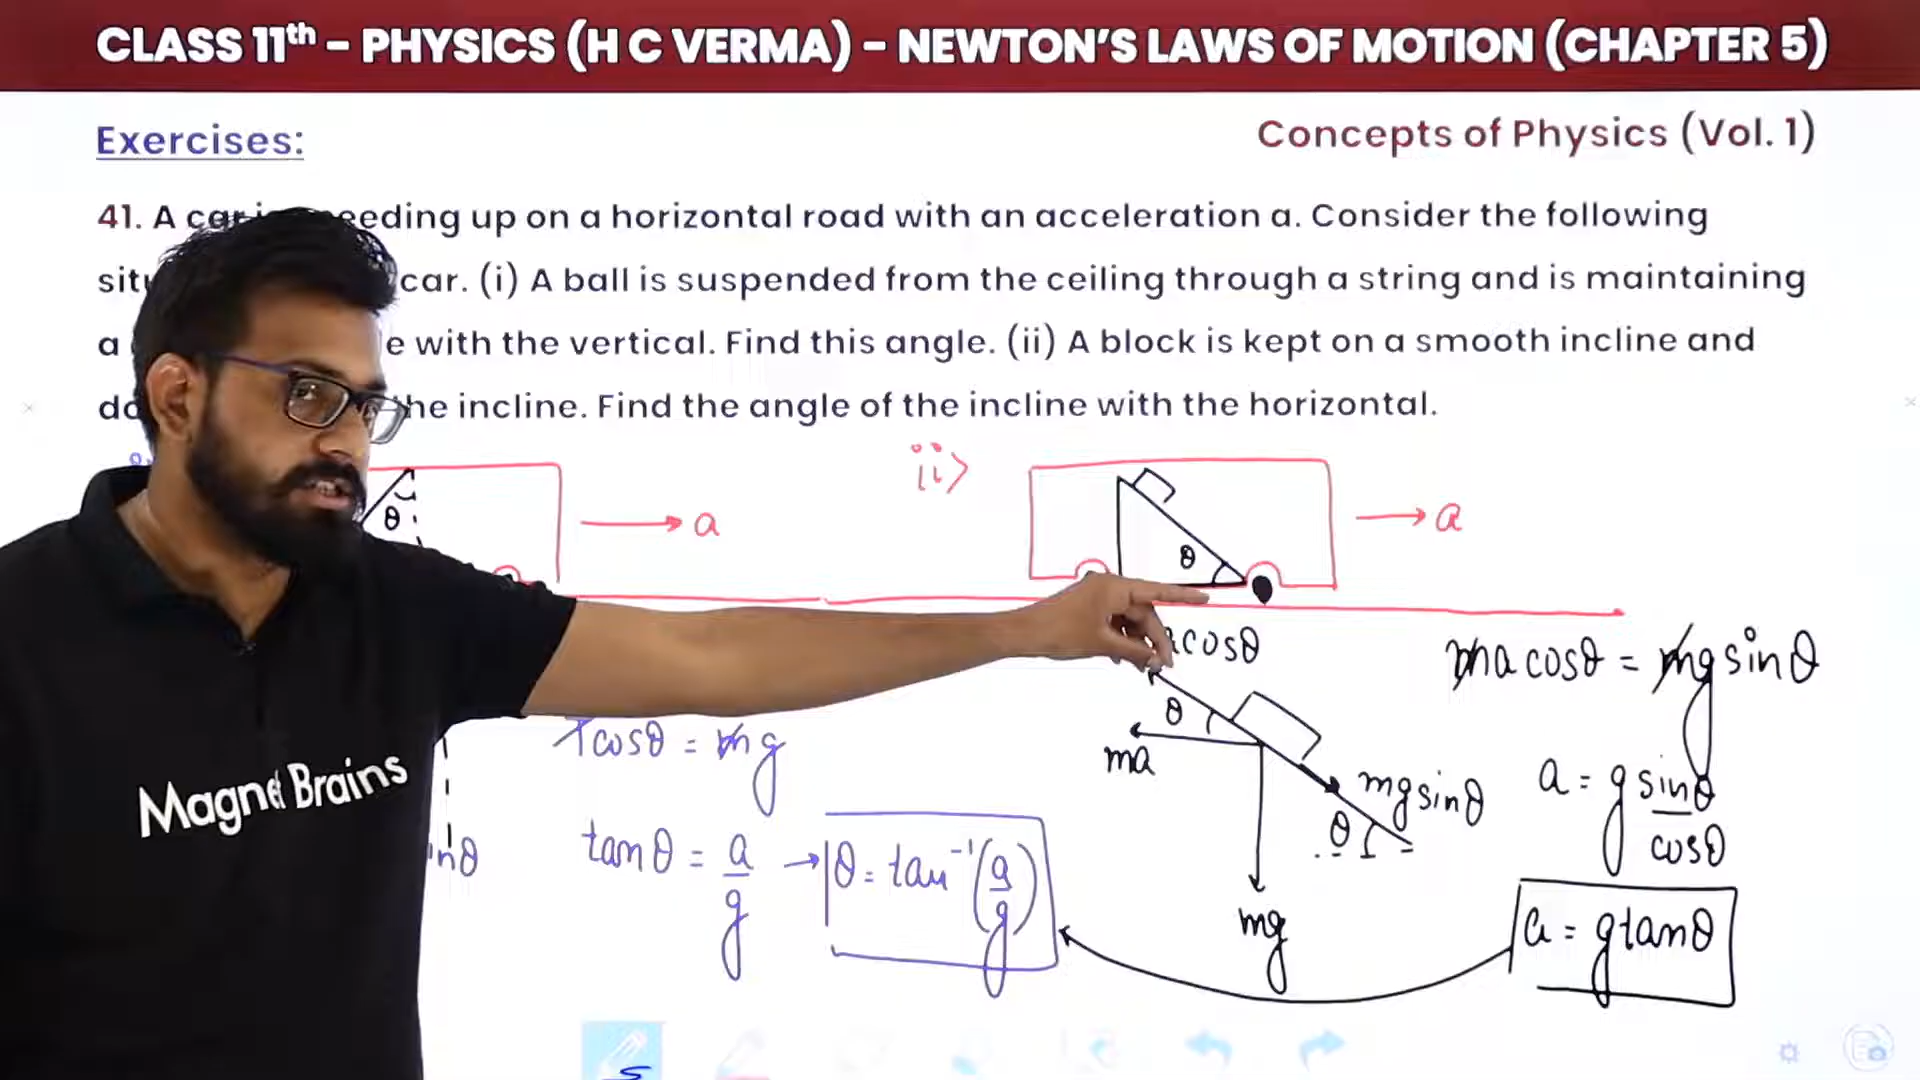 CLASS 11th – PHYSICS (H C VERMA) – NEWTON'S LAWS OF MOTION (CHAPTER 5)
Exercises:
Concepts of Physics (Vol. 1)
41. A car eeding up on a horizontal road with an acceleration a. Consider the following
car. (i) A ball is suspended from the ceiling through a string and is maintaining
a with the vertical. Find this angle. (ii) A block is kept on a smooth incline and
he incline. Find the angle of the incline with the horizontal.
θ
a
ii>
θ
a
acosθ
ma cosθ = mg sinθ
θ
ma
mg sinθ
θ
mg
Tcosθ = mg
a = g sinθ/cosθ
inθ
tanθ = a/g → θ = tan⁻¹(a/g)
a = g tanθ
Magnet Brains